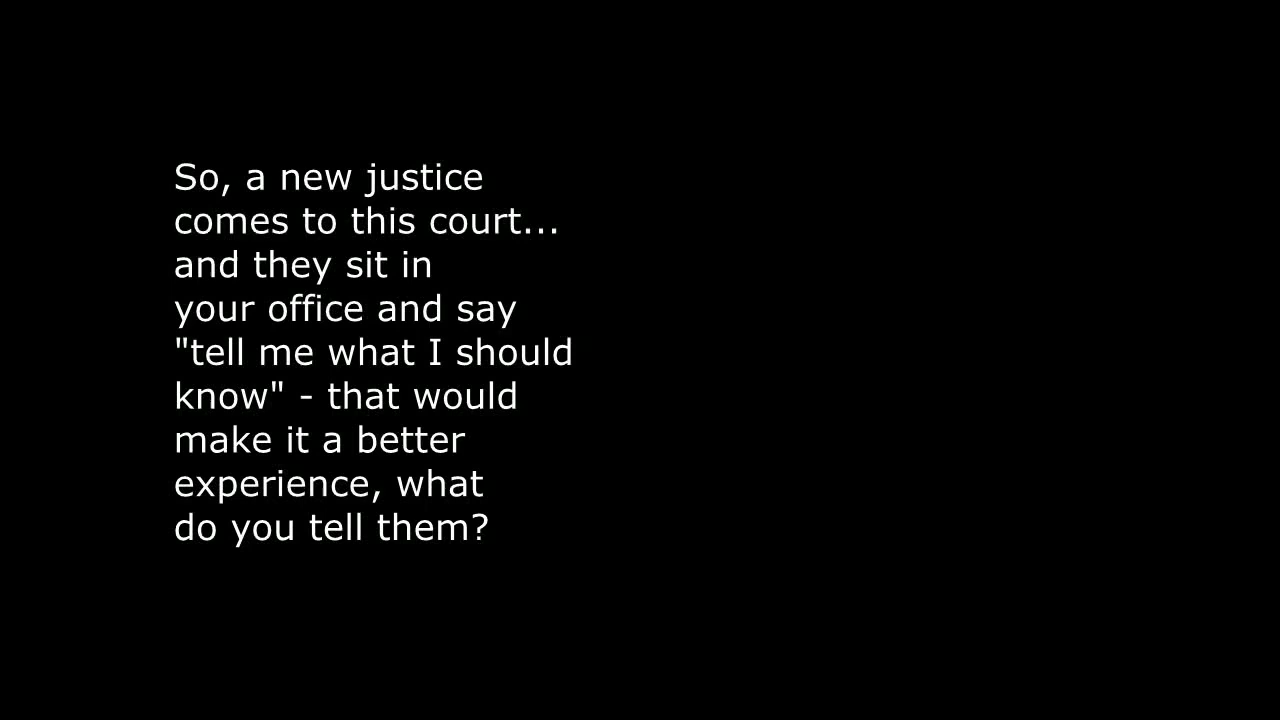 So, a new justice
comes to this court...
and they sit in
your office and say
"tell me what I should
know" - that would
make it a better
experience, what
do you tell them?